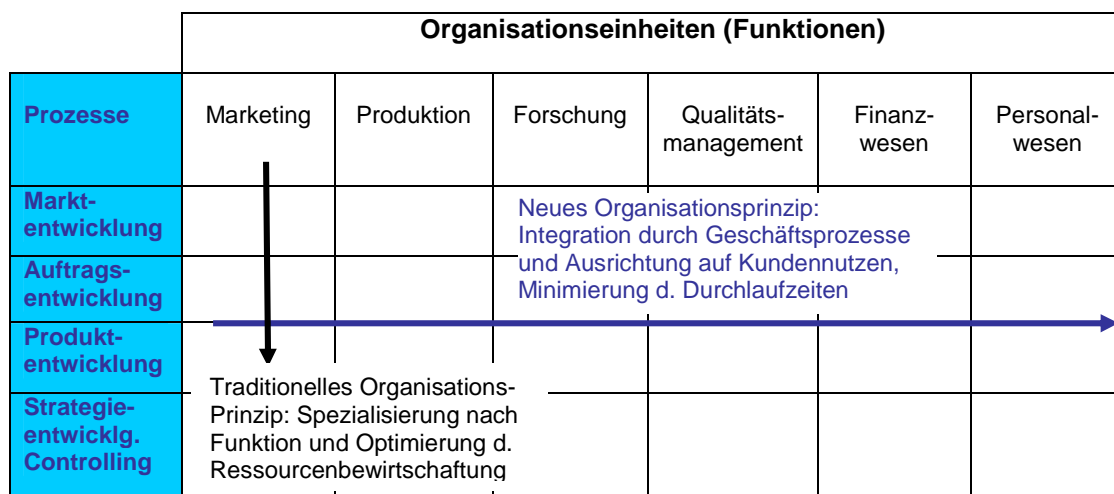 Organisationseinheiten (Funktionen)
Prozesse
Marketing
Produktion
Forschung
Qualitäts-
management
Finanz-
wesen
Personal-
wesen
Markt-
entwicklung
Neues Organisationsprinzip:
Integration durch Geschäftsprozesse
und Ausrichtung auf Kundennutzen,
Minimierung d. Durchlaufzeiten
Auftrags-
entwicklung
Produkt-
entwicklung
Traditionelles Organisations-
Prinzip: Spezialisierung nach
Funktion und Optimierung d.
Ressourcenbewirtschaftung
Strategie-
entwicklg.
Controlling